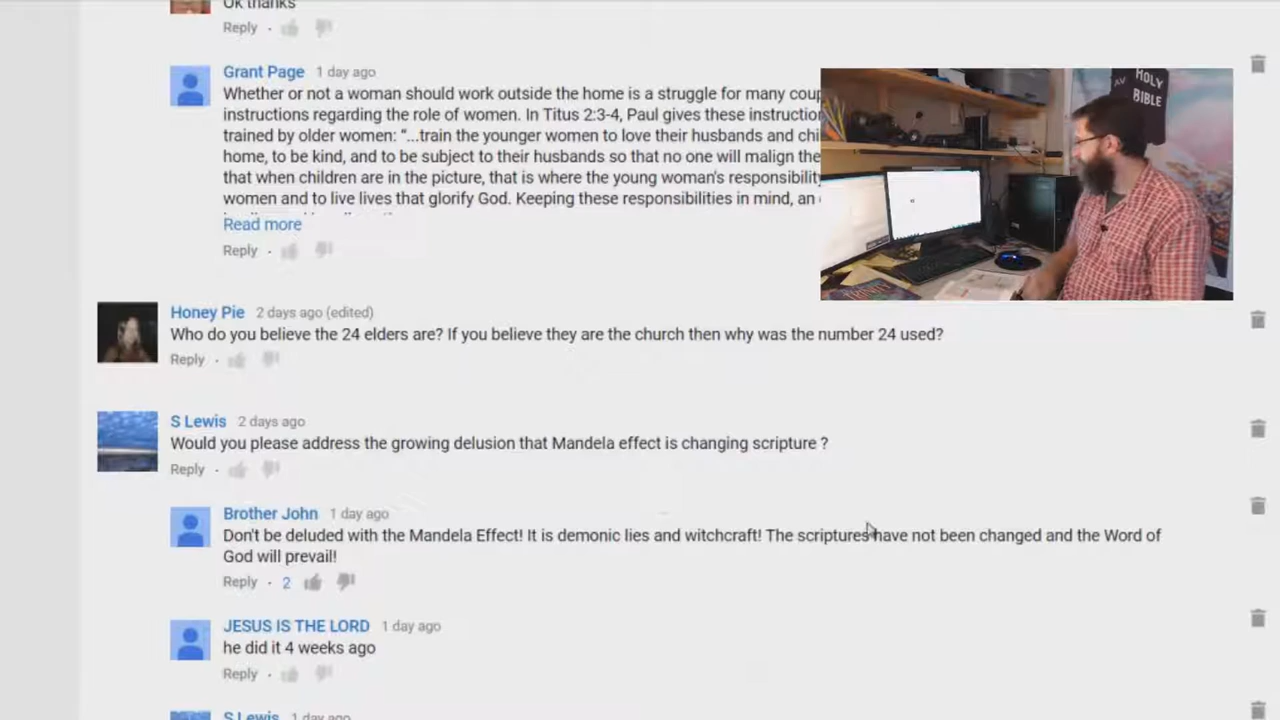 Ok thanks
Reply
Grant Page 1 day ago
Whether or not a woman should work outside the home is a struggle for many coup
instructions regarding the role of women. In Titus 2:3-4, Paul gives these instruction
trained by older women: “...train the younger women to love their husbands and chi
home, to be kind, and to be subject to their husbands so that no one will malign the
that when children are in the picture, that is where the young woman's responsibility
women and to live lives that glorify God. Keeping these responsibilities in mind, an
Read more
Reply
AV HOLY
BIBLE
Honey Pie 2 days ago (edited)
Who do you believe the 24 elders are? If you believe they are the church then why was the number 24 used?
Reply
S Lewis 2 days ago
Would you please address the growing delusion that Mandela effect is changing scripture ?
Reply
Brother John 1 day ago
Don't be deluded with the Mandela Effect! It is demonic lies and witchcraft! The scriptures have not been changed and the Word of
God will prevail!
Reply 2
JESUS IS THE LORD 1 day ago
he did it 4 weeks ago
Reply
S Lewis 1 day ago